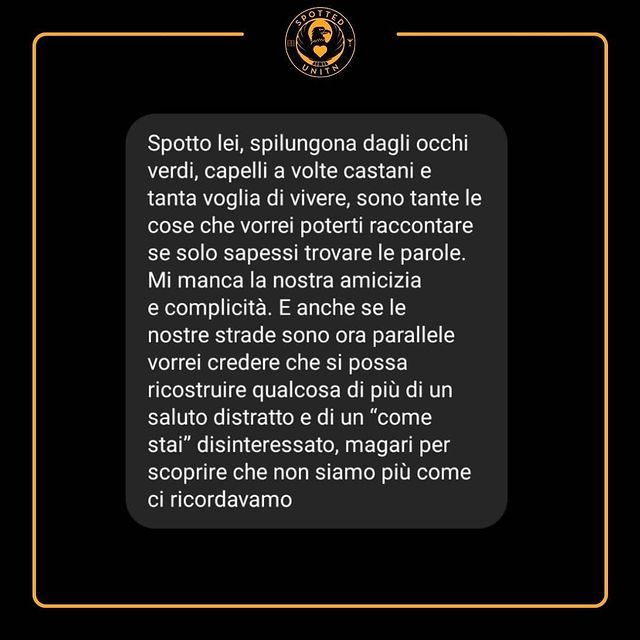 SPOTTED
UNITN
Spotto lei, spilungona dagli occhi
verdi, capelli a volte castani e
tanta voglia di vivere, sono tante le
cose che vorrei poterti raccontare
se solo sapessi trovare le parole.
Mi manca la nostra amicizia
e complicità. E anche se le
nostre strade sono ora parallele
vorrei credere che si possa
ricostruire qualcosa di più di un
saluto distratto e di un “come
stai” disinteressato, magari per
scoprire che non siamo più come
ci ricordavamo